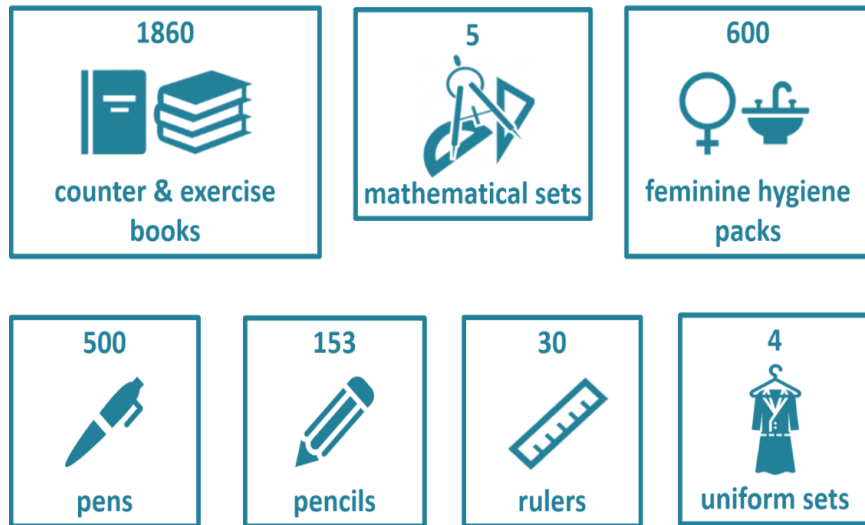 1860
counter & exercise
books
5
mathematical sets
600
feminine hygiene
packs
500
pens
153
pencils
30
rulers
4
uniform sets